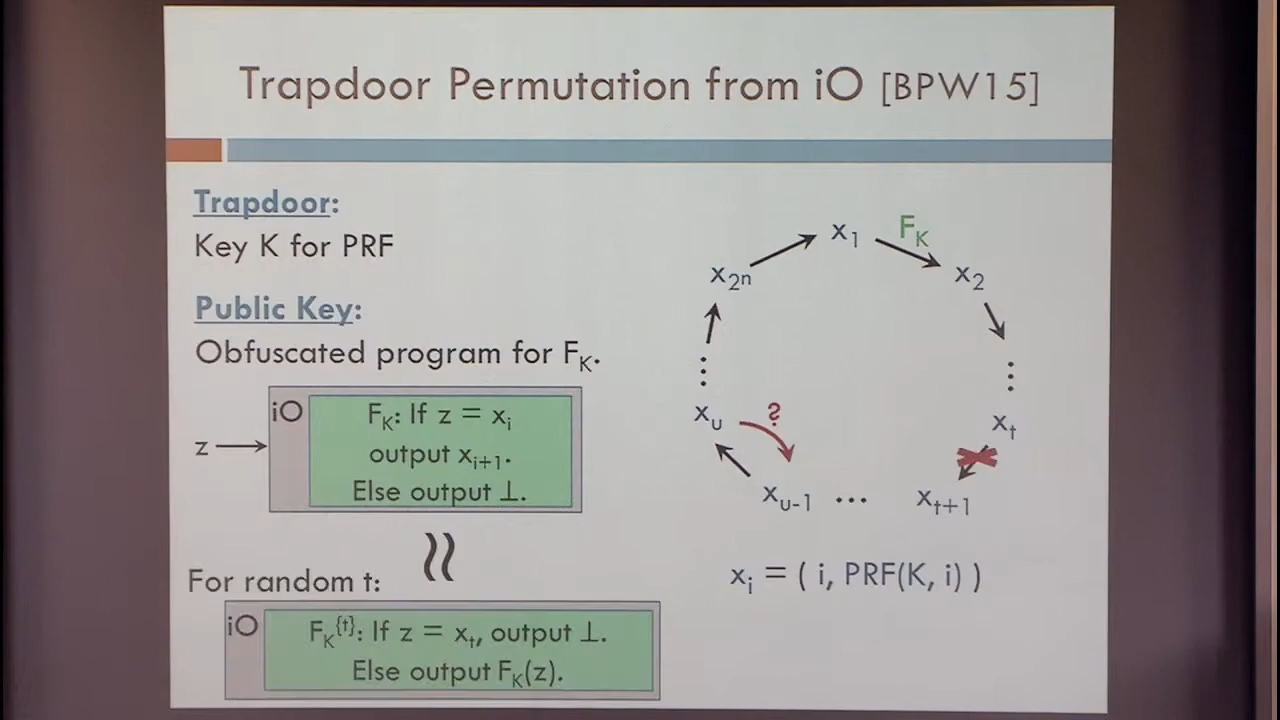 Trapdoor Permutation from iO [BPW15]
Trapdoor:
Key K for PRF
Public Key:
Obfuscated program for F_K.
iO
F_K: If z = x_i
output x_{i+1}.
Else output ⊥.
z
≈
For random t:
iO
F_K^{{t}}: If z = x_t, output ⊥.
Else output F_K(z).
x_1
F_K
x_2
⋮
x_t
x_{t+1}
…
x_{u-1}
?
x_u
⋮
x_{2^n}
x_i = ( i, PRF(K, i) )